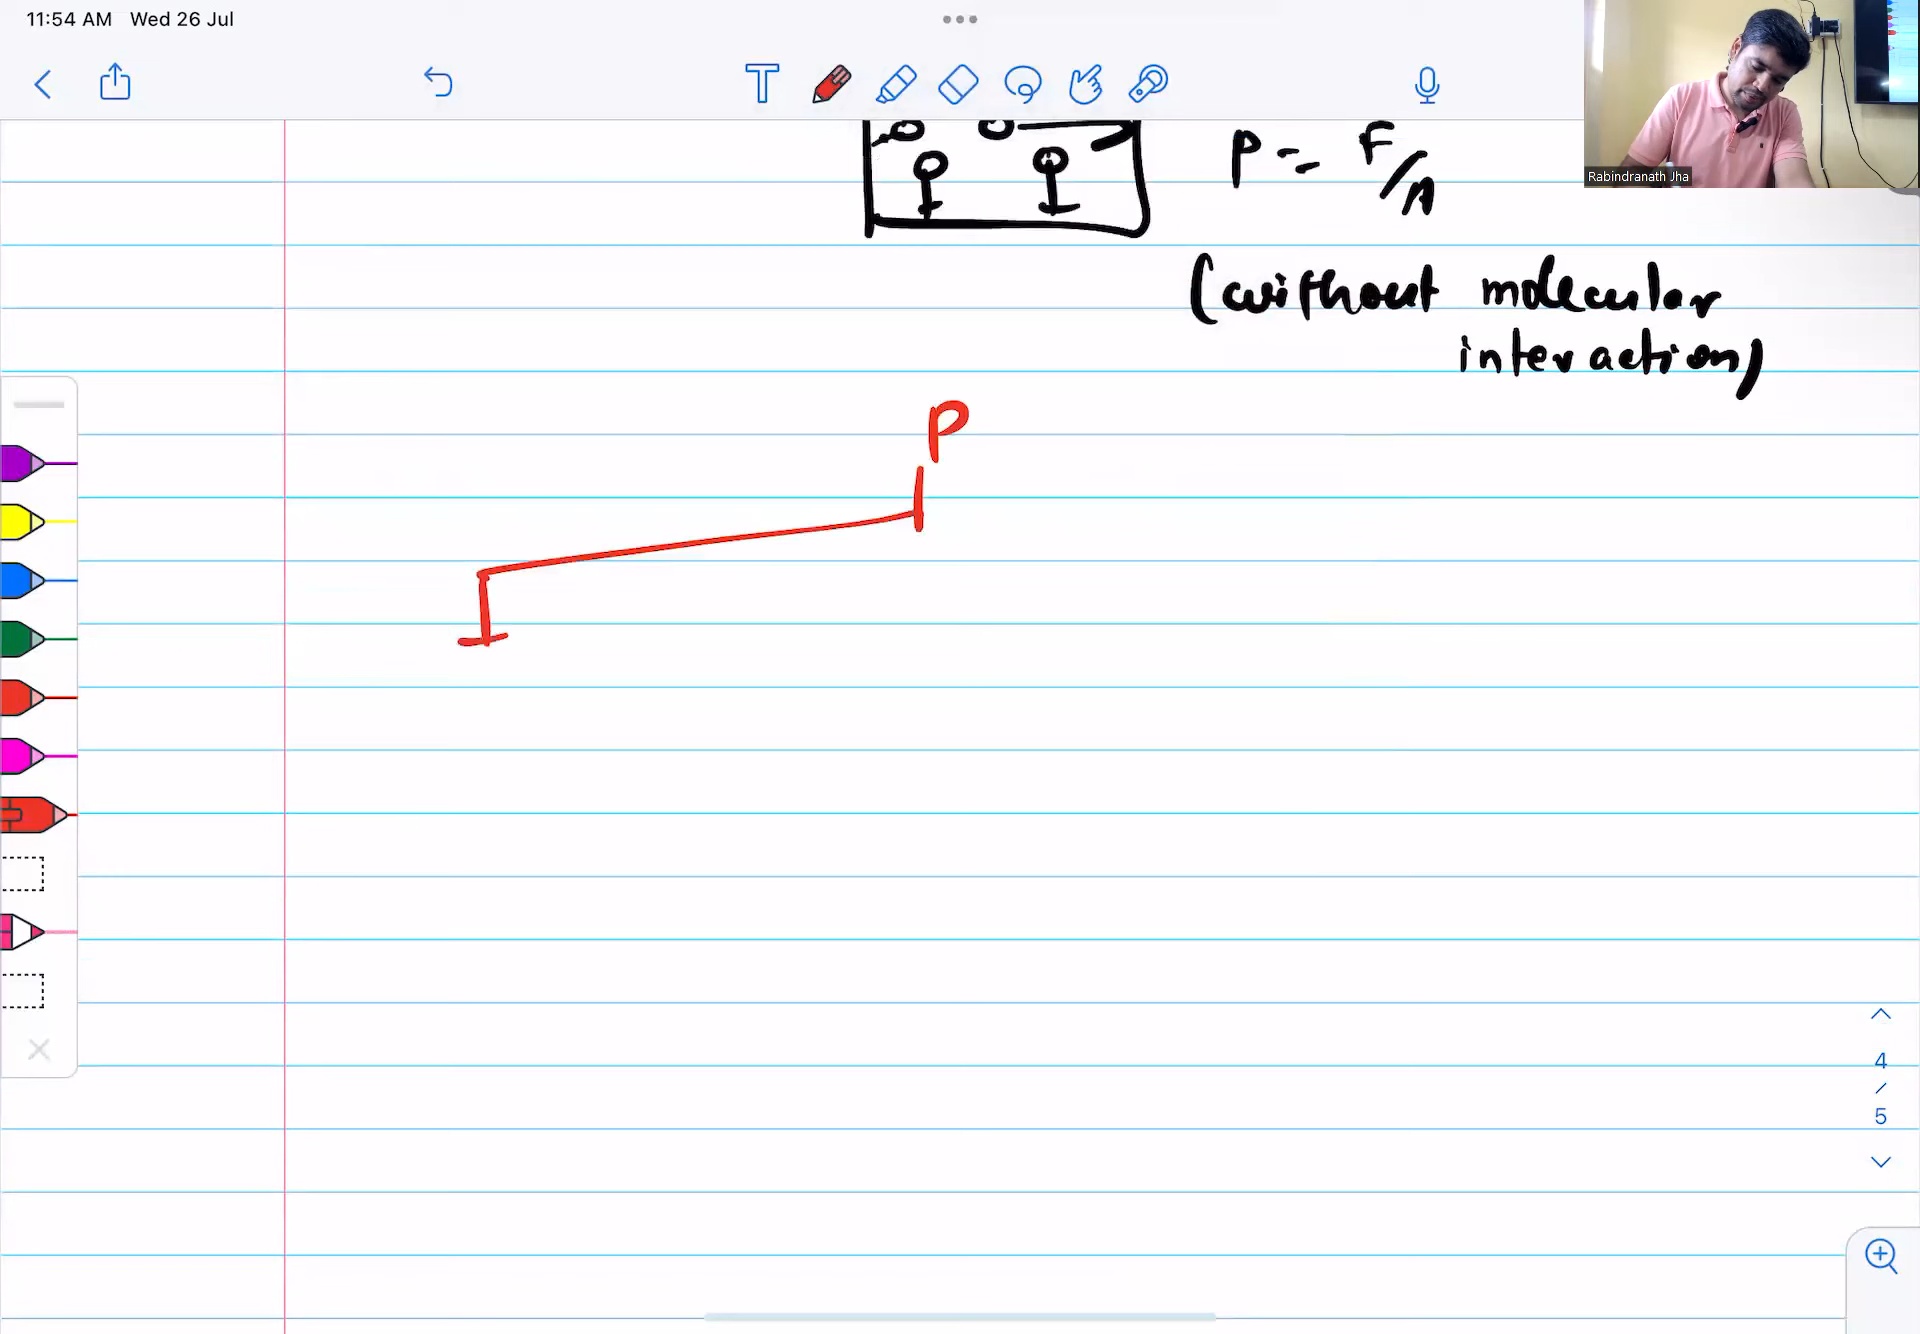 11:54 AM Wed 26 Jul
Rabindranath Jha
P = F/A
(without molecular
interaction)
P
4
/
5